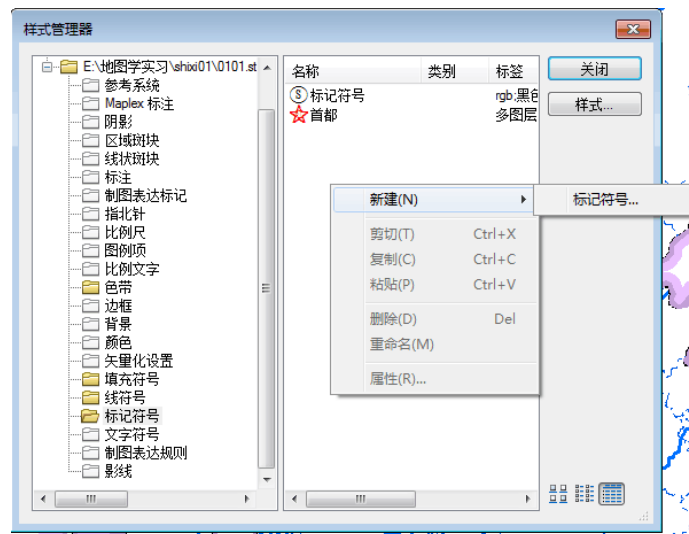 样式管理器
E:\地图学实习\shixi01\0101.st
参考系统
Maplex 标注
阴影
区域斑块
线状斑块
标注
制图表达标记
指北针
比例尺
图例项
比例文字
色带
边框
背景
颜色
矢量化设置
填充符号
线符号
标记符号
文字符号
制图表达规则
影线
名称 类别 标签
S 标记符号 rgb;黑色
首都 多图层
关闭
样式...
新建(N)
标记符号...
剪切(T) Ctrl+X
复制(C) Ctrl+C
粘贴(P) Ctrl+V
删除(D) Del
重命名(M)
属性(R)...